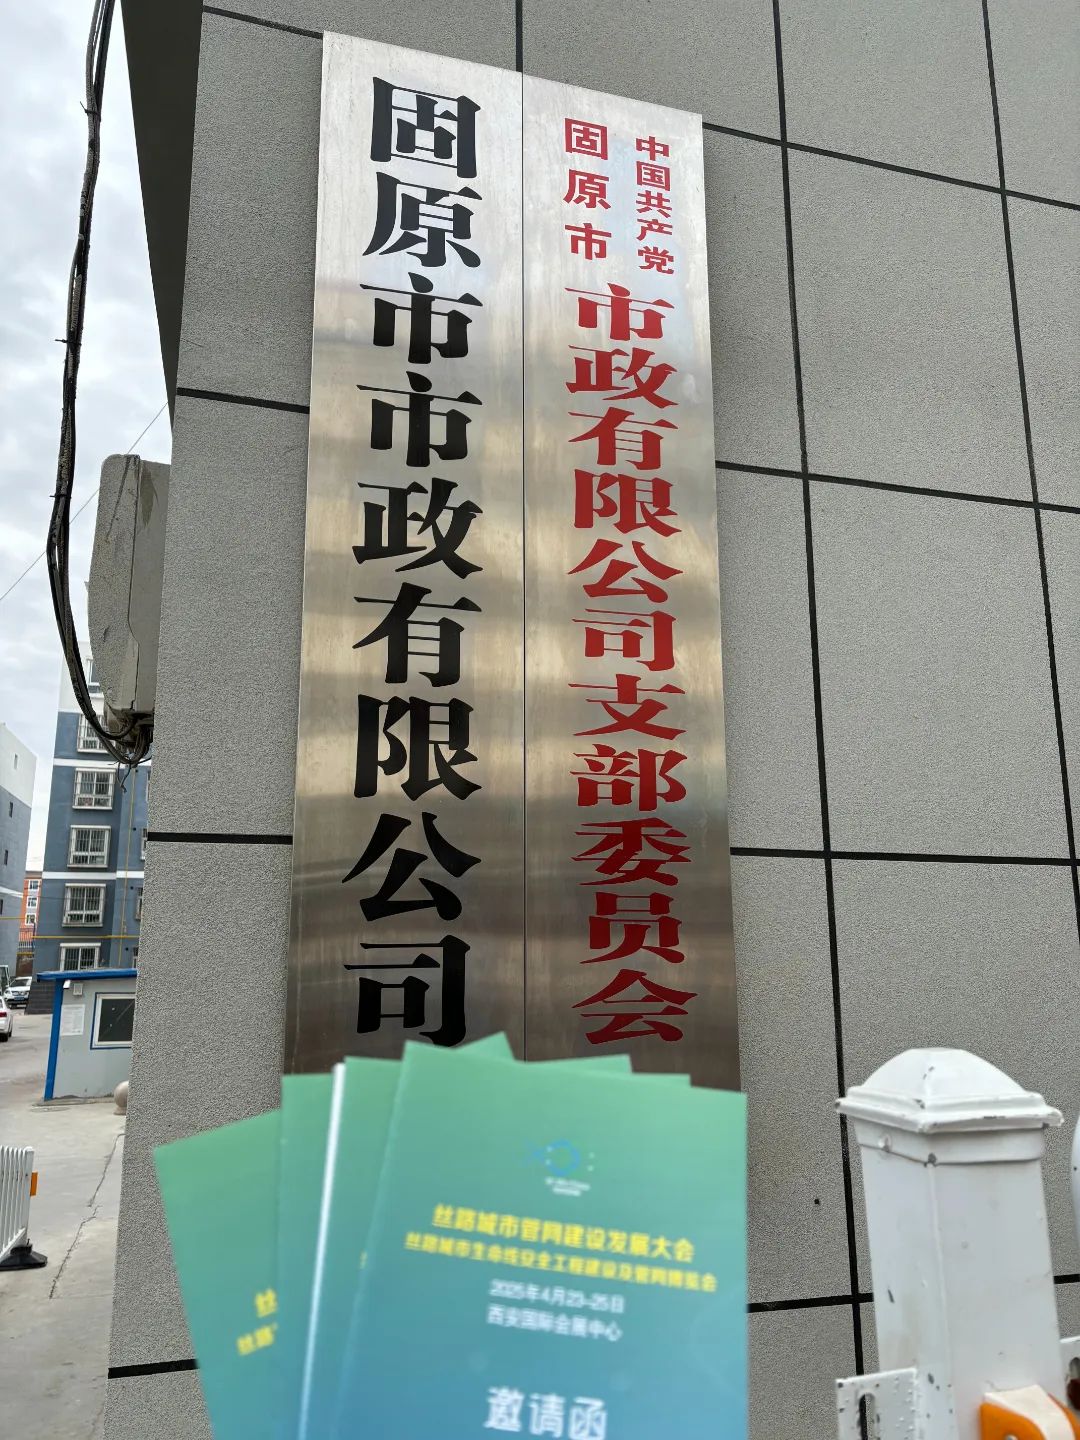 固原市市政有限公司
中国共产党
固原市
市政有限公司支部委员会
丝路城市管网建设发展大会
丝路城市生命线安全工程建设及管网博览会
2025年4月23-25日
西安国际会展中心
邀请函
丝
丝路